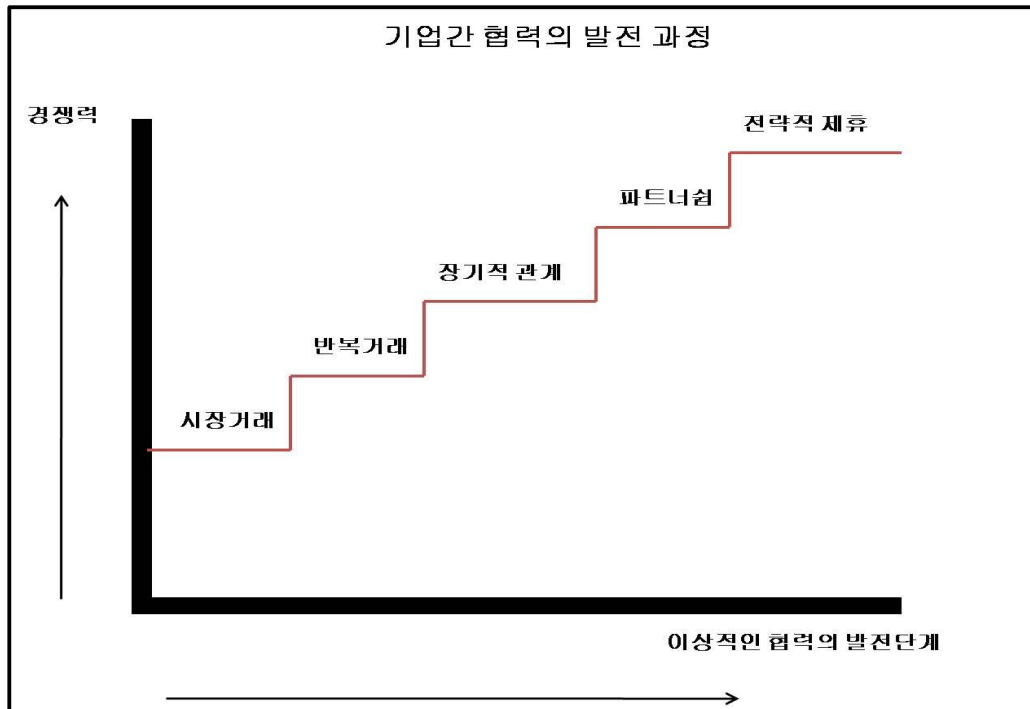 기업간 협력의 발전 과정
경쟁력
전략적 제휴
파트너쉽
장기적 관계
반복거래
시장거래
이상적인 협력의 발전단계